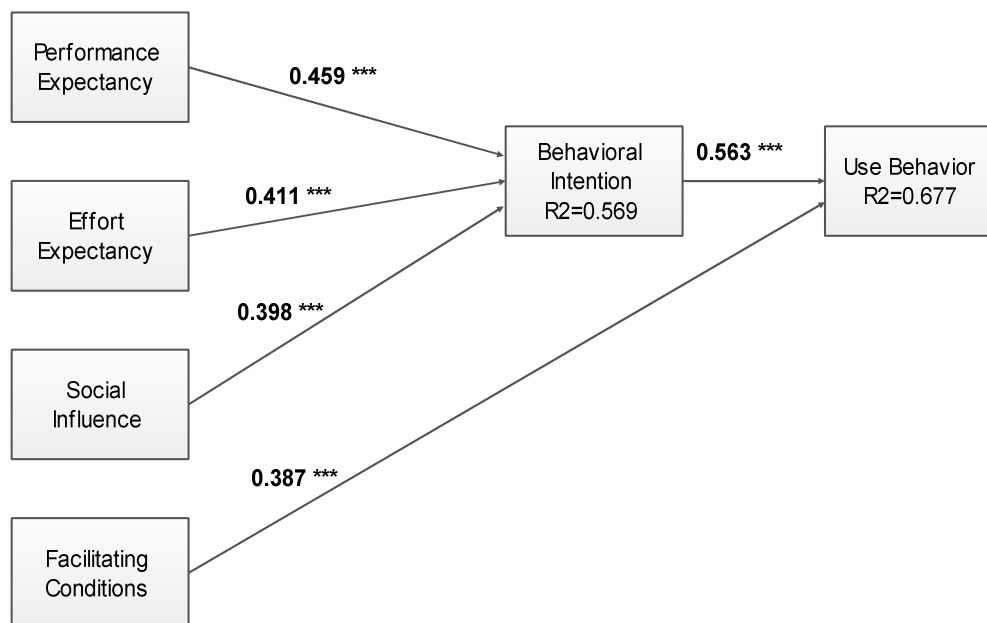 Performance
Expectancy
0.459 ***
Effort
Expectancy
0.411 ***
Social
Influence
0.398 ***
Facilitating
Conditions
0.387 ***
Behavioral
Intention
R2=0.569
0.563 ***
Use Behavior
R2=0.677